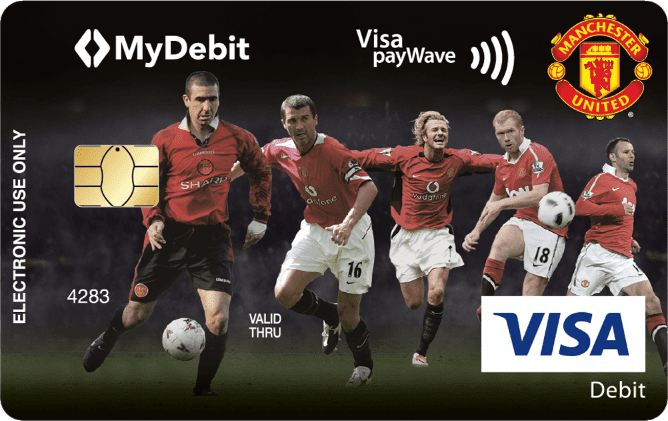 MyDebit
Visa
payWave
MANCHESTER
UNITED
®
ELECTRONIC USE ONLY
SHARP
vodafone
16
vodafone
18
4283
VALID
THRU
VISA
Debit